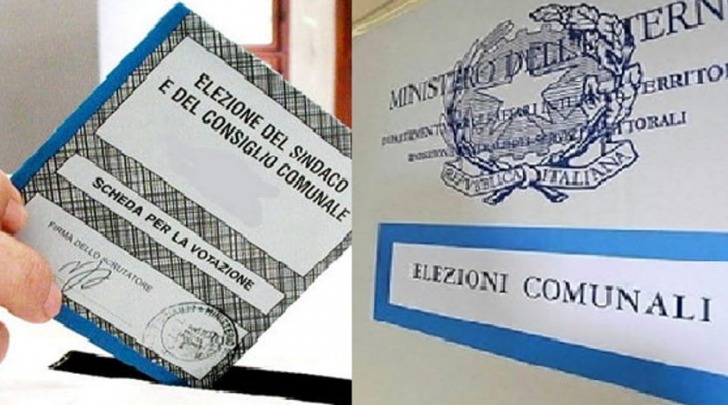 ELEZIONE DEL SINDACO
E DEL CONSIGLIO COMUNALE
SCHEDA PER LA VOTAZIONE
FIRMA DELLO SCRUTATORE
MINISTERO DELL'INTERN
TERRITOR
REPUBBLICA ITALIANA
ELEZIONI COMUNALI